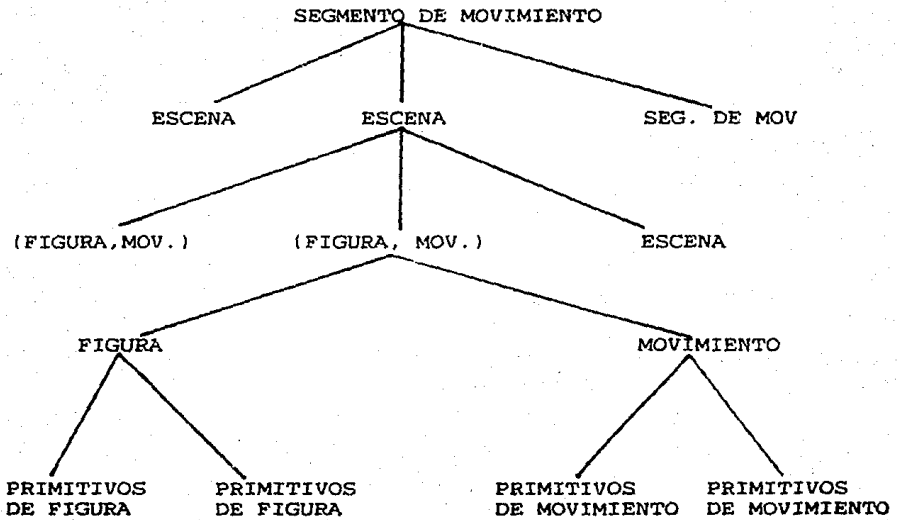 SEGMENTO DE MOVIMIENTO
ESCENA ESCENA SEG. DE MOV
(FIGURA,MOV.) (FIGURA, MOV.) ESCENA
FIGURA MOVIMIENTO
PRIMITIVOS PRIMITIVOS PRIMITIVOS PRIMITIVOS
DE FIGURA DE FIGURA DE MOVIMIENTO DE MOVIMIENTO